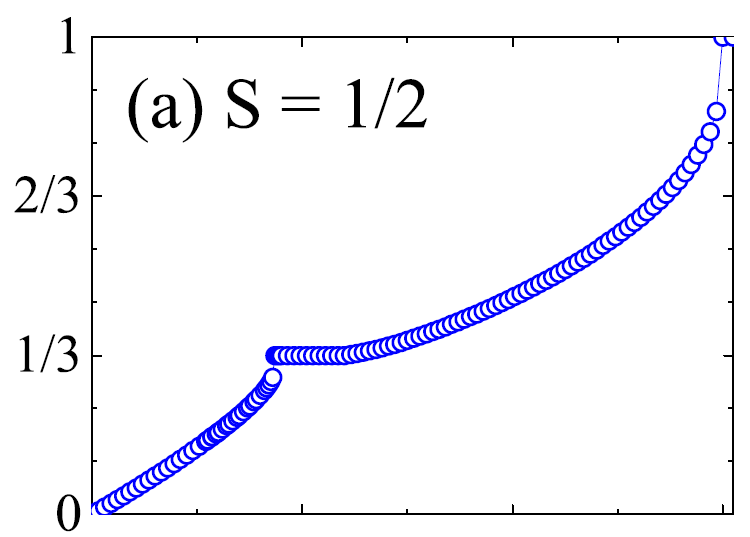 1
(a) S = 1/2
2/3
1/3
0